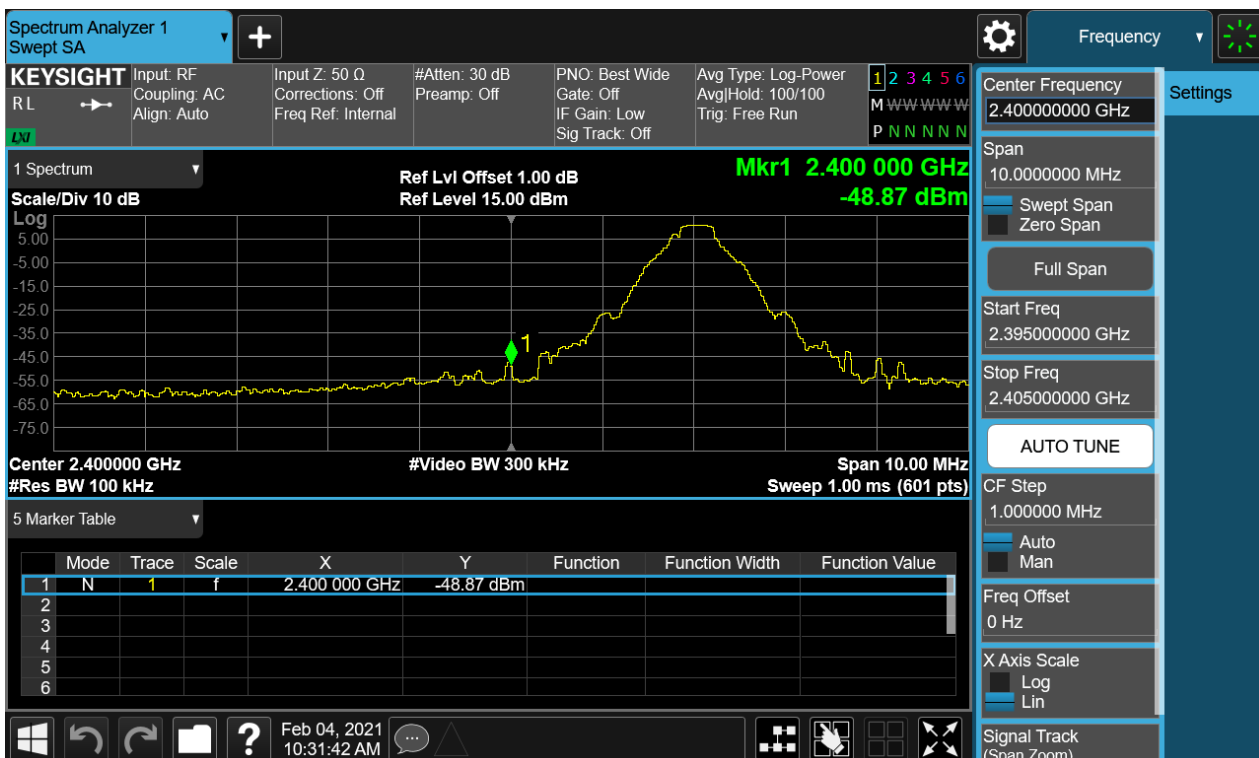 Spectrum Analyzer 1
Swept SA
+
Frequency
KEYSIGHT
R L
LXI
Input: RF
Coupling: AC
Align: Auto
Input Z: 50 Ω
Corrections: Off
Freq Ref: Internal
#Atten: 30 dB
Preamp: Off
PNO: Best Wide
Gate: Off
IF Gain: Low
Sig Track: Off
Avg Type: Log-Power
Avg|Hold: 100/100
Trig: Free Run
1 2 3 4 5 6
M W W W W W
P N N N N N
1 Spectrum
Scale/Div 10 dB
Ref Lvl Offset 1.00 dB
Ref Level 15.00 dBm
Mkr1 2.400 000 GHz
-48.87 dBm
Log
5.00
-5.00
-15.0
-25.0
-35.0
-45.0
-55.0
-65.0
-75.0
1
Center 2.400000 GHz
#Res BW 100 kHz
#Video BW 300 kHz
Span 10.00 MHz
Sweep 1.00 ms (601 pts)
5 Marker Table
Mode Trace Scale X Y Function Function Width Function Value
1 N 1 f 2.400 000 GHz -48.87 dBm
2
3
4
5
6
?
Feb 04, 2021
10:31:42 AM
Center Frequency
2.400000000 GHz
Settings
Span
10.0000000 MHz
Swept Span
Zero Span
Full Span
Start Freq
2.395000000 GHz
Stop Freq
2.405000000 GHz
AUTO TUNE
CF Step
1.000000 MHz
Auto
Man
Freq Offset
0 Hz
X Axis Scale
Log
Lin
Signal Track
(Span Zoom)